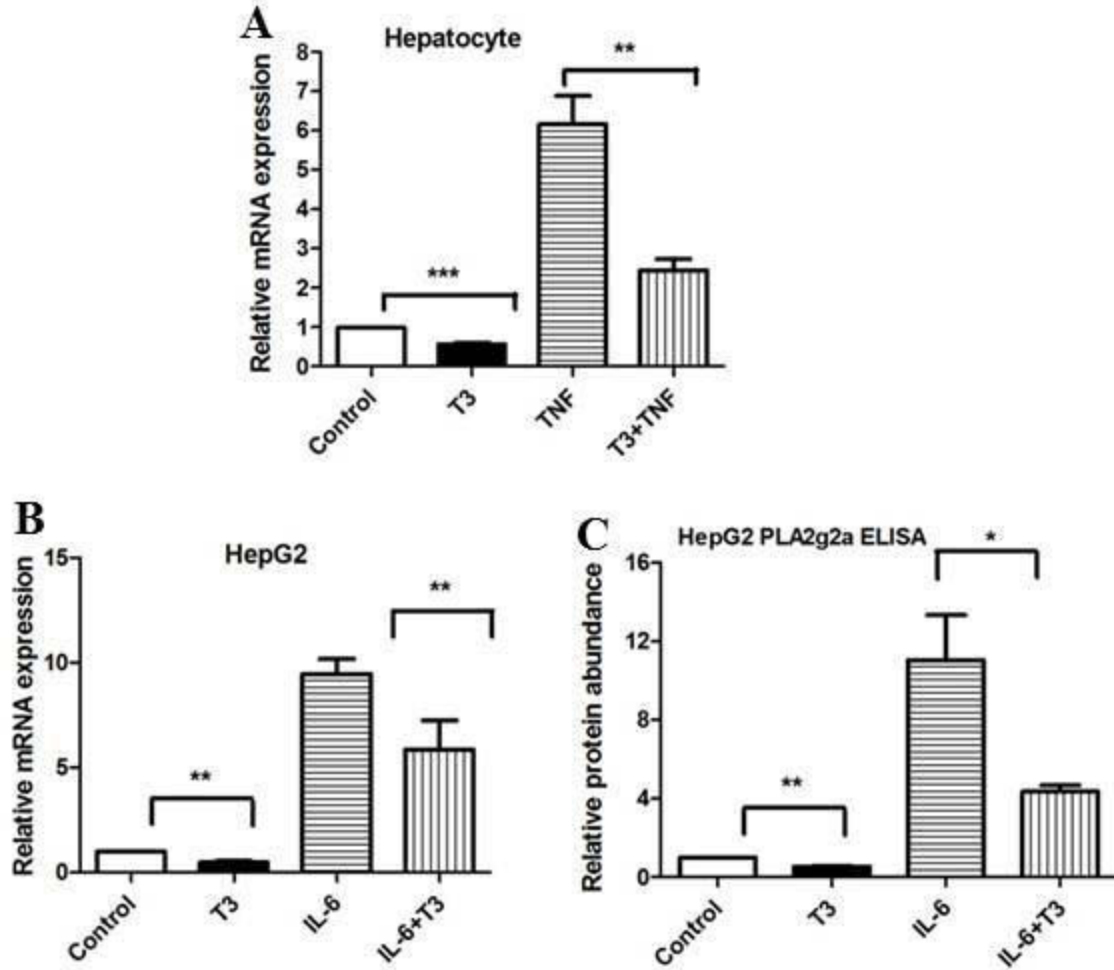 A
Hepatocyte
Relative mRNA expression
8
7
6
5
4
3
2
1
0
***
**
Control
T3
TNF
T3+TNF
B
HepG2
Relative mRNA expression
15
10
5
0
**
**
Control
T3
IL-6
IL-6+T3
C
HepG2 PLA2g2a ELISA
Relative protein abundance
16
12
8
4
0
**
*
Control
T3
IL-6
IL-6+T3